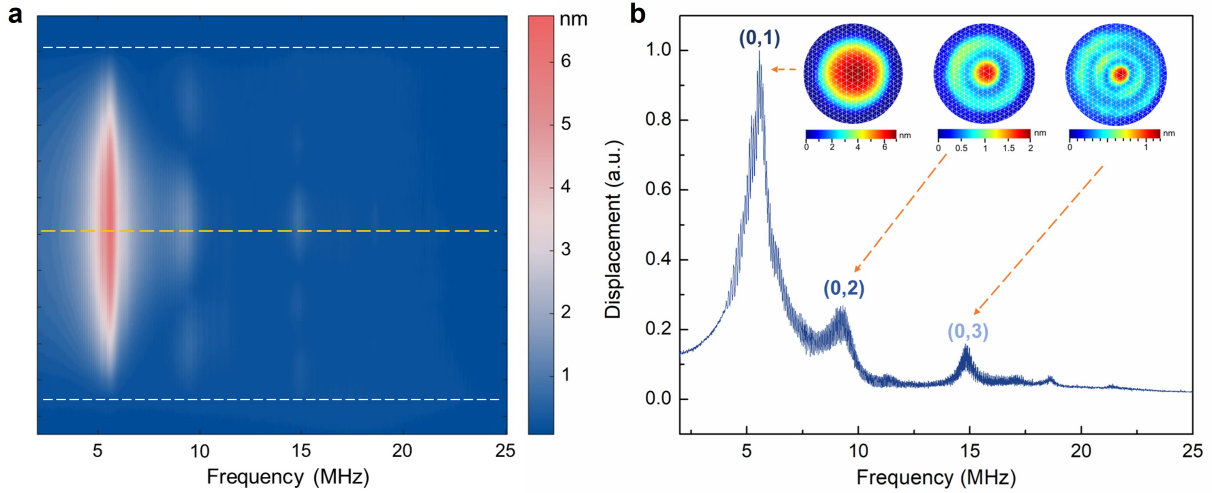 a
nm
6
5
4
3
2
1
5 10 15 20 25
Frequency (MHz)
b
1.0
0.8
0.6
0.4
0.2
0.0
Displacement (a.u.)
(0,1)
nm
0 2 4 6
nm
0 0.5 1 1.5 2
nm
0 1
(0,2)
(0,3)
5 10 15 20 25
Frequency (MHz)